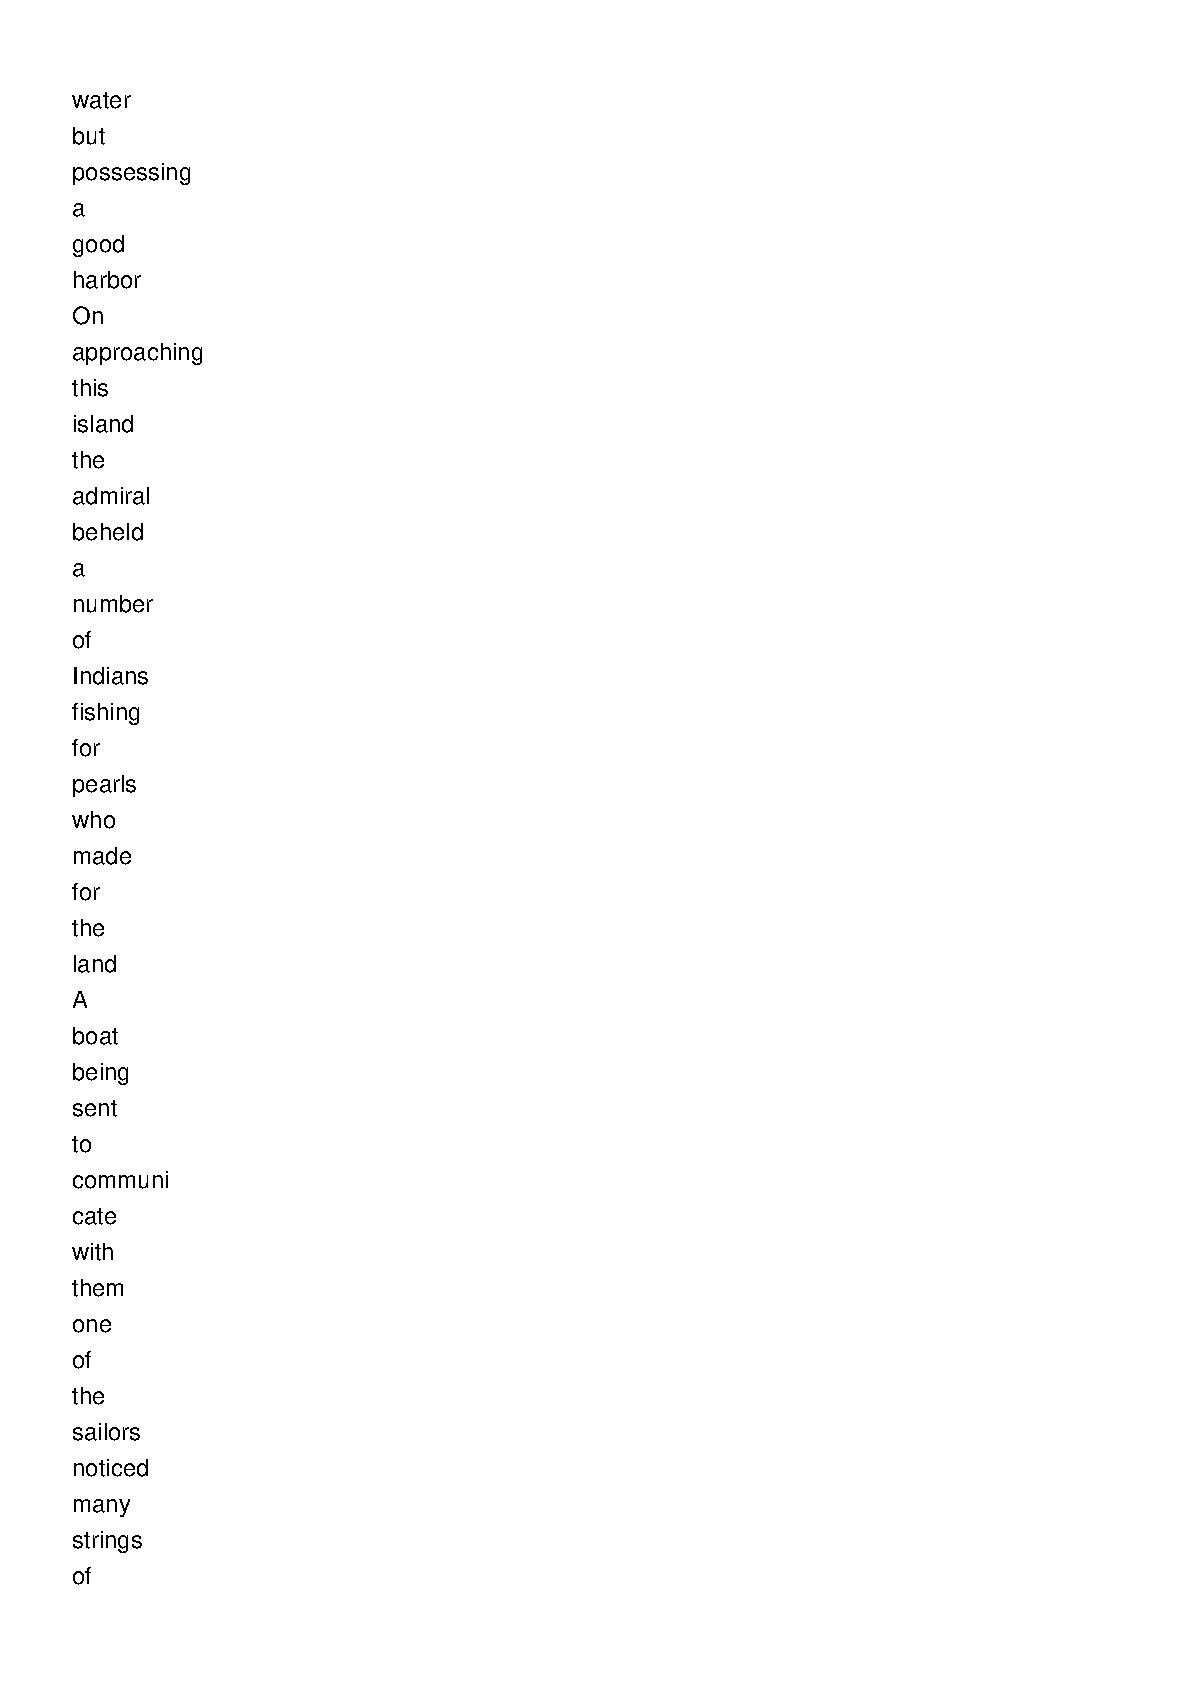 water
but
possessing
a
good
harbor
On
approaching
this
island
the
admiral
beheld
a
number
of
Indians
fishing
for
pearls
who
made
for
the
land
A
boat
being
sent
to
communi
cate
with
them
one
of
the
sailors
noticed
many
strings
of